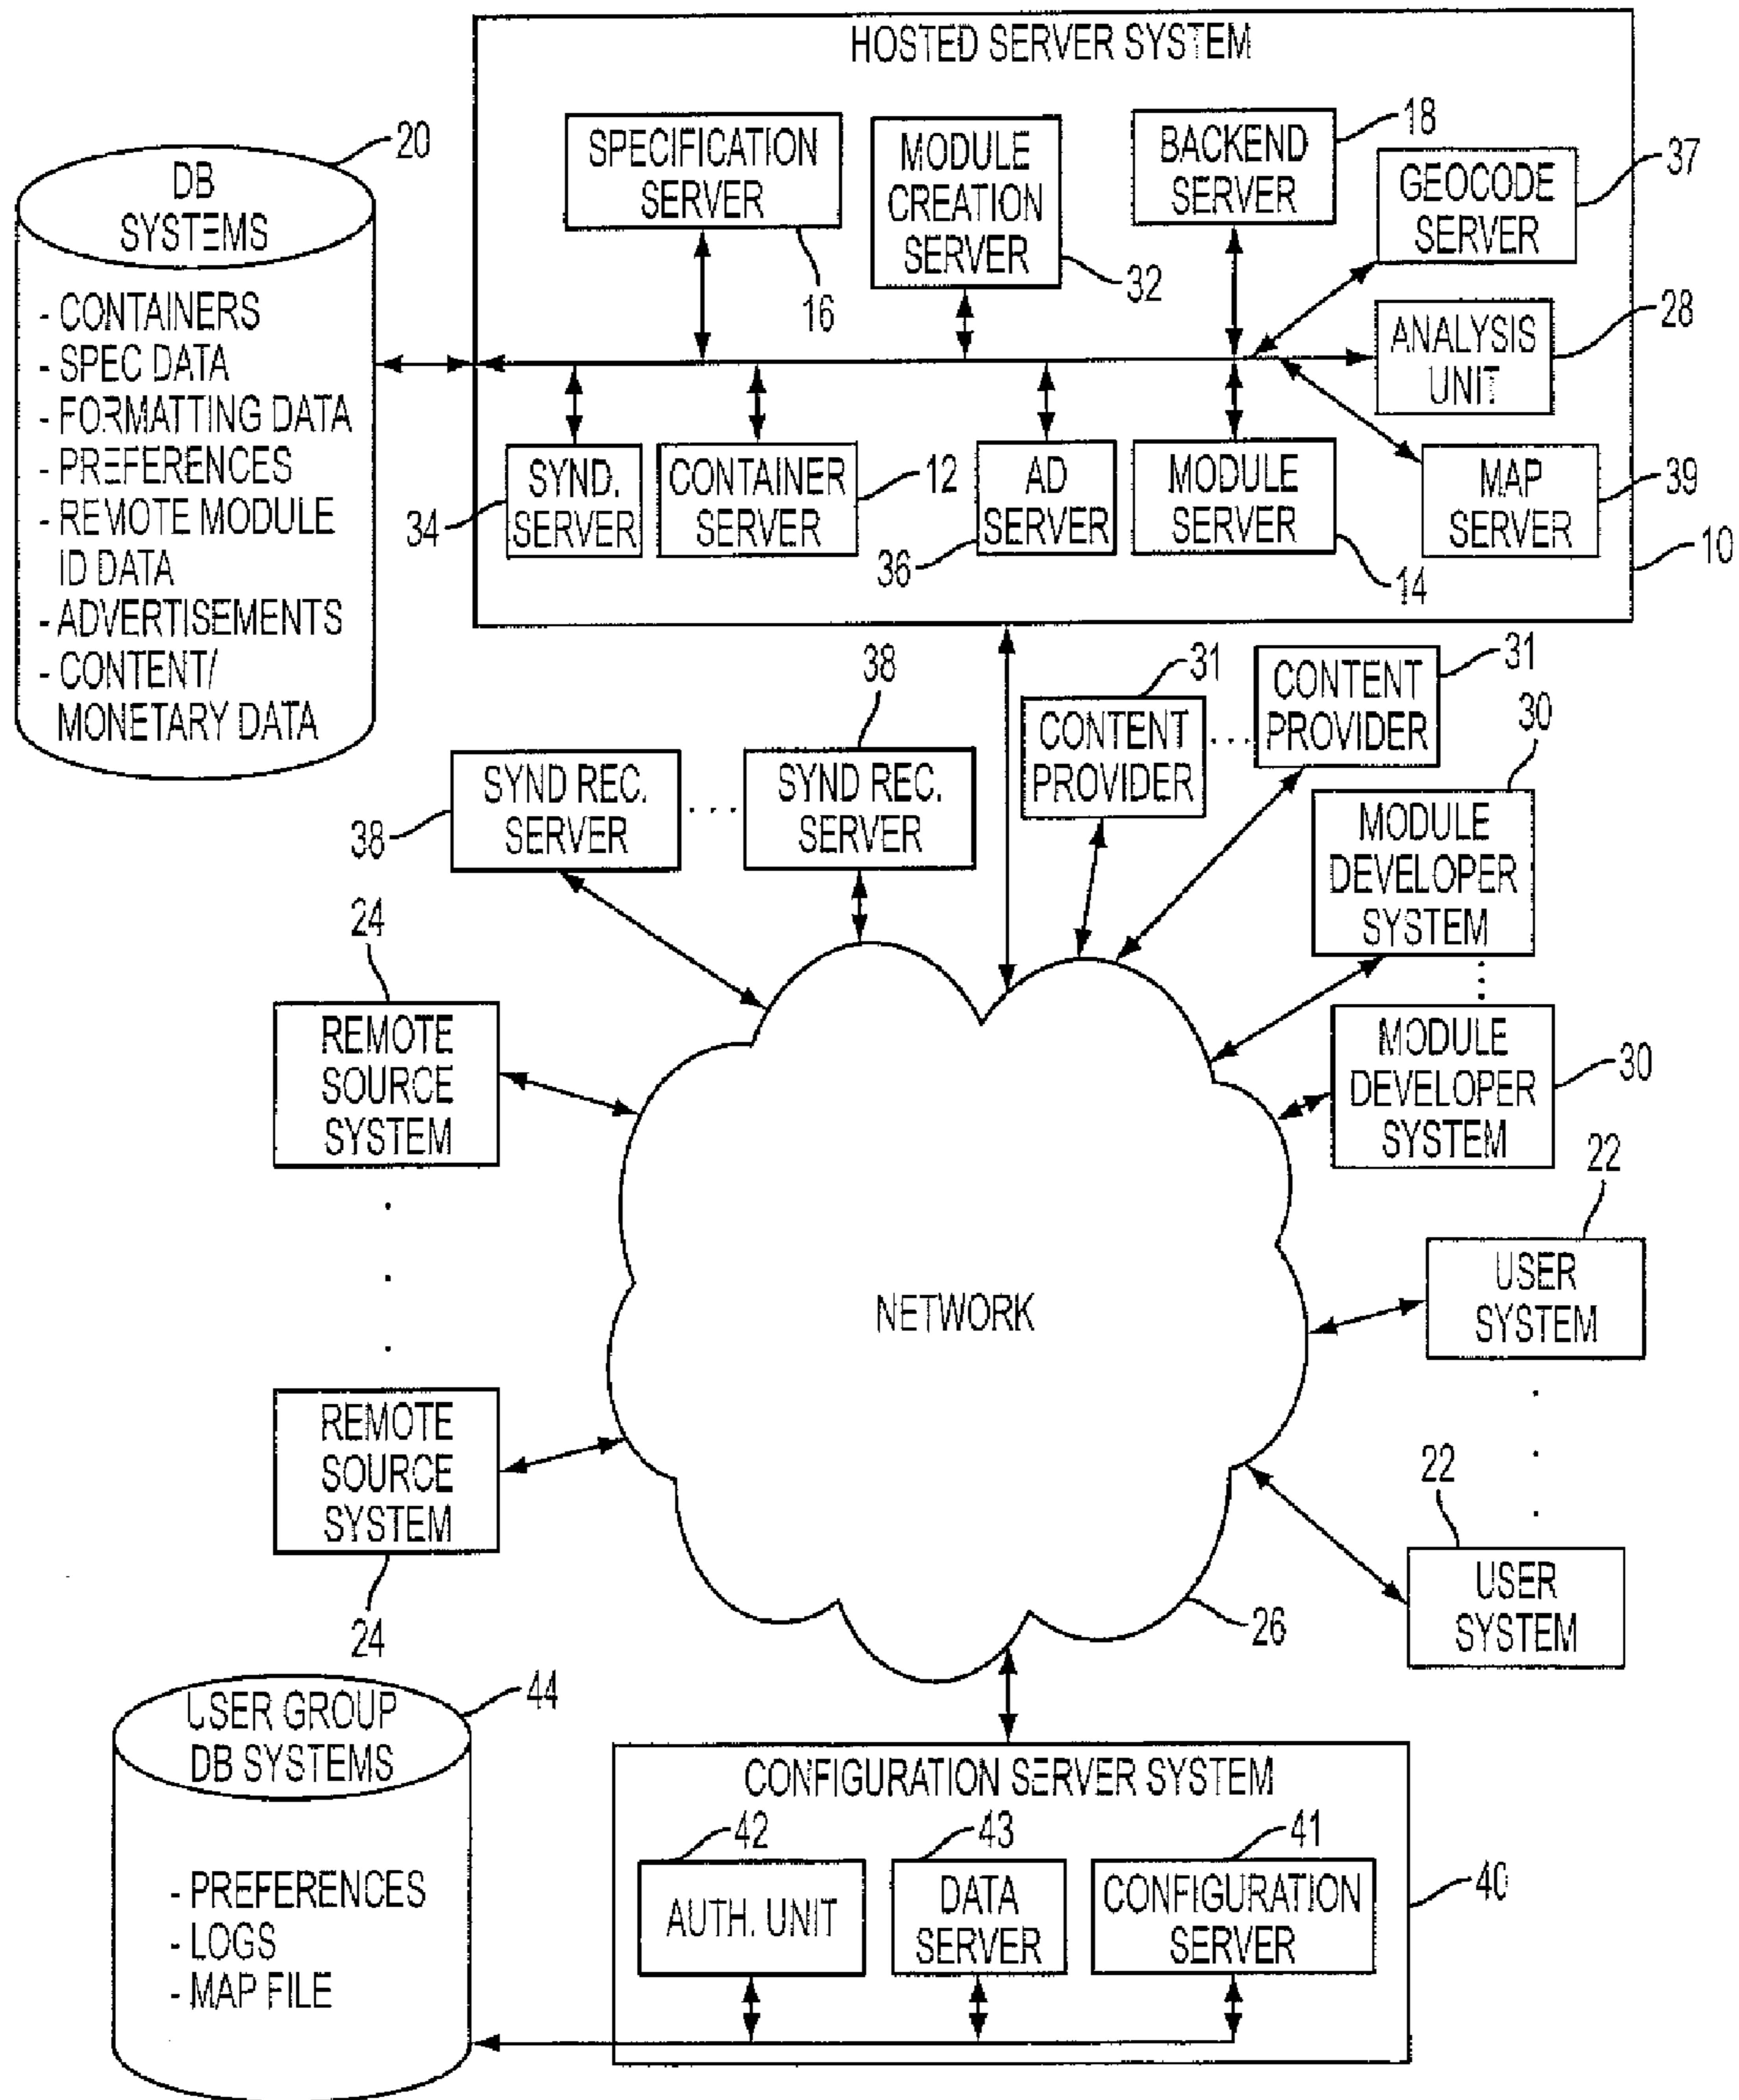 HOSTED SERVER SYSTEM
20
DB
SYSTEMS
- CONTAINERS
- SPEC DATA
- FORMATTING DATA
- PREFERENCES
- REMOTE MODULE
ID DATA
- ADVERTISEMENTS
- CONTENT/
MONETARY DATA
SPECIFICATION
SERVER
16
MODULE
CREATION
SERVER
32
BACKEND
SERVER
18
GEOCODE
SERVER
37
ANALYSIS
UNIT
28
SYND.
SERVER
34
CONTAINER
SERVER
12
AD
SERVER
36
MODULE
SERVER
14
MAP
SERVER
39
10
SYND REC.
SERVER
38
. . .
SYND REC.
SERVER
38
CONTENT
PROVIDER
31
. . .
CONTENT
PROVIDER
31
30
MODULE
DEVELOPER
SYSTEM
MODULE
DEVELOPER
SYSTEM
30
24
REMOTE
SOURCE
SYSTEM
REMOTE
SOURCE
SYSTEM
24
NETWORK
26
22
USER
SYSTEM
22
USER
SYSTEM
44
USER GROUP
DB SYSTEMS
- PREFERENCES
- LOGS
- MAP FILE
CONFIGURATION SERVER SYSTEM
42
AUTH. UNIT
43
DATA
SERVER
41
CONFIGURATION
SERVER
40